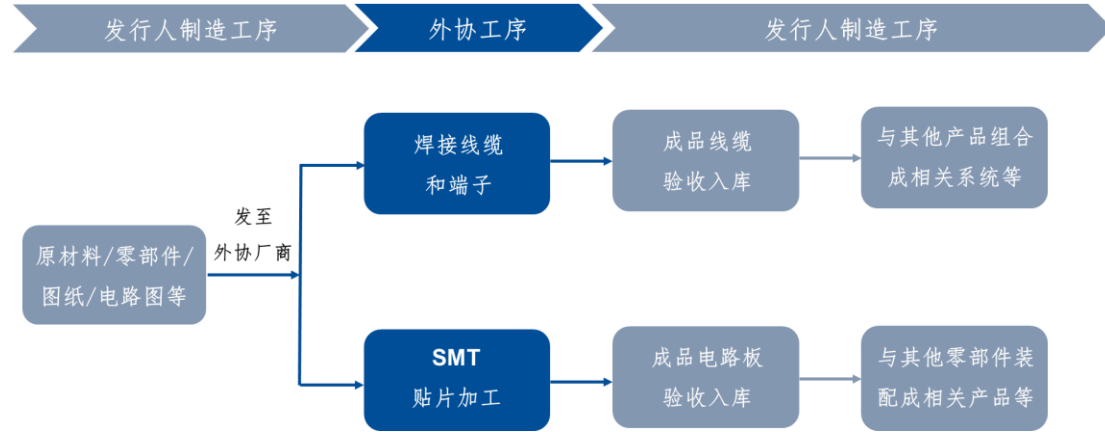 发行人制造工序
外协工序
发行人制造工序
焊接线缆
和端子
成品线缆
验收入库
与其他产品组合
成相关系统等
发至
外协厂商
原材料/零部件/
图纸/电路图等
SMT
贴片加工
成品电路板
验收入库
与其他零部件装
配成相关产品等